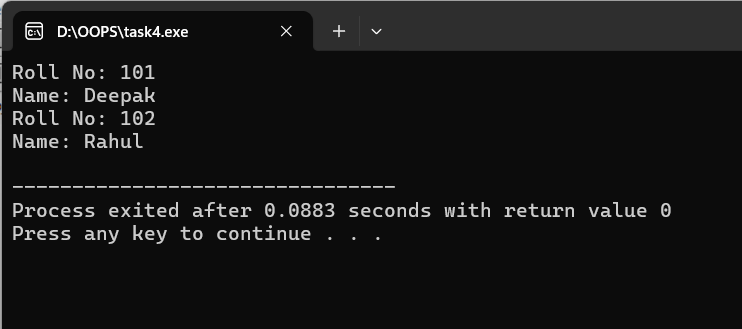 D:\OOPS\task4.exe
Roll No: 101
Name: Deepak
Roll No: 102
Name: Rahul
--------------------------------
Process exited after 0.0883 seconds with return value 0
Press any key to continue . . .